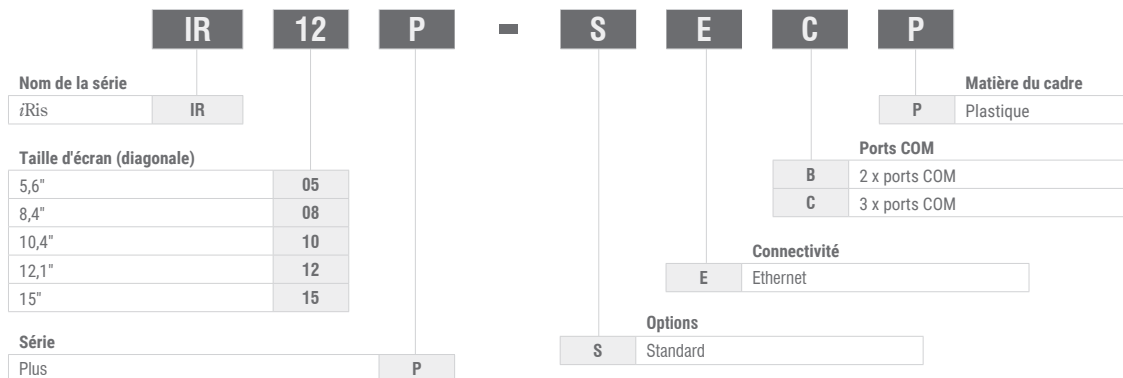 IR 12 P - S E C P
Nom de la série
iRis IR
Taille d'écran (diagonale)
5,6" 05
8,4" 08
10,4" 10
12,1" 12
15" 15
Série
Plus P
Matière du cadre
P Plastique
Ports COM
B 2 x ports COM
C 3 x ports COM
Connectivité
E Ethernet
Options
S Standard